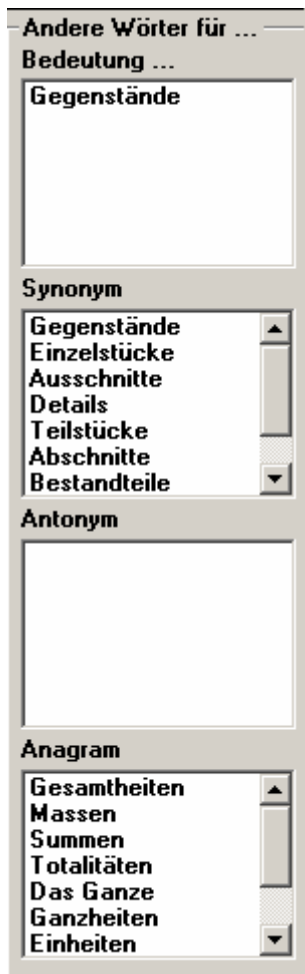 Andere Wörter für ...
Bedeutung ...
Gegenstände
Synonym
Gegenstände
Einzelstücke
Ausschnitte
Details
Teilstücke
Abschnitte
Bestandteile
Antonym
Anagram
Gesamtheiten
Massen
Summen
Totalitäten
Das Ganze
Ganzheiten
Einheiten